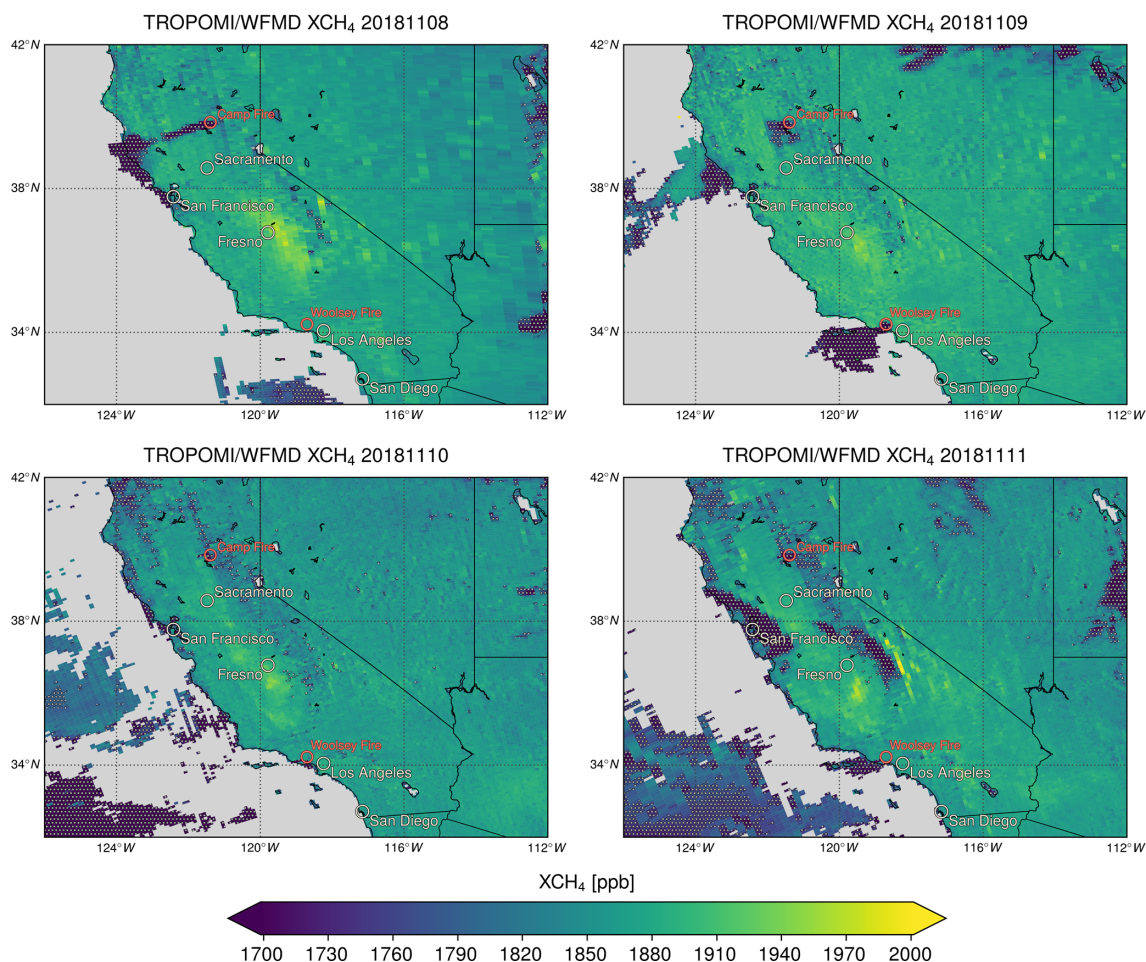 TROPOMI/WFMD XCH₄ 20181108
42°N
38°N
34°N
124°W
120°W
116°W
112°W
Camp Fire
Sacramento
San Francisco
Fresno
Woolsey Fire
Los Angeles
San Diego
TROPOMI/WFMD XCH₄ 20181109
42°N
38°N
34°N
124°W
120°W
116°W
112°W
Camp Fire
Sacramento
San Francisco
Fresno
Woolsey Fire
Los Angeles
San Diego
TROPOMI/WFMD XCH₄ 20181110
42°N
38°N
34°N
124°W
120°W
116°W
112°W
Camp Fire
Sacramento
San Francisco
Fresno
Woolsey Fire
Los Angeles
San Diego
TROPOMI/WFMD XCH₄ 20181111
42°N
38°N
34°N
124°W
120°W
116°W
112°W
Camp Fire
Sacramento
San Francisco
Fresno
Woolsey Fire
Los Angeles
San Diego
XCH₄ [ppb]
1700 1730 1760 1790 1820 1850 1880 1910 1940 1970 2000